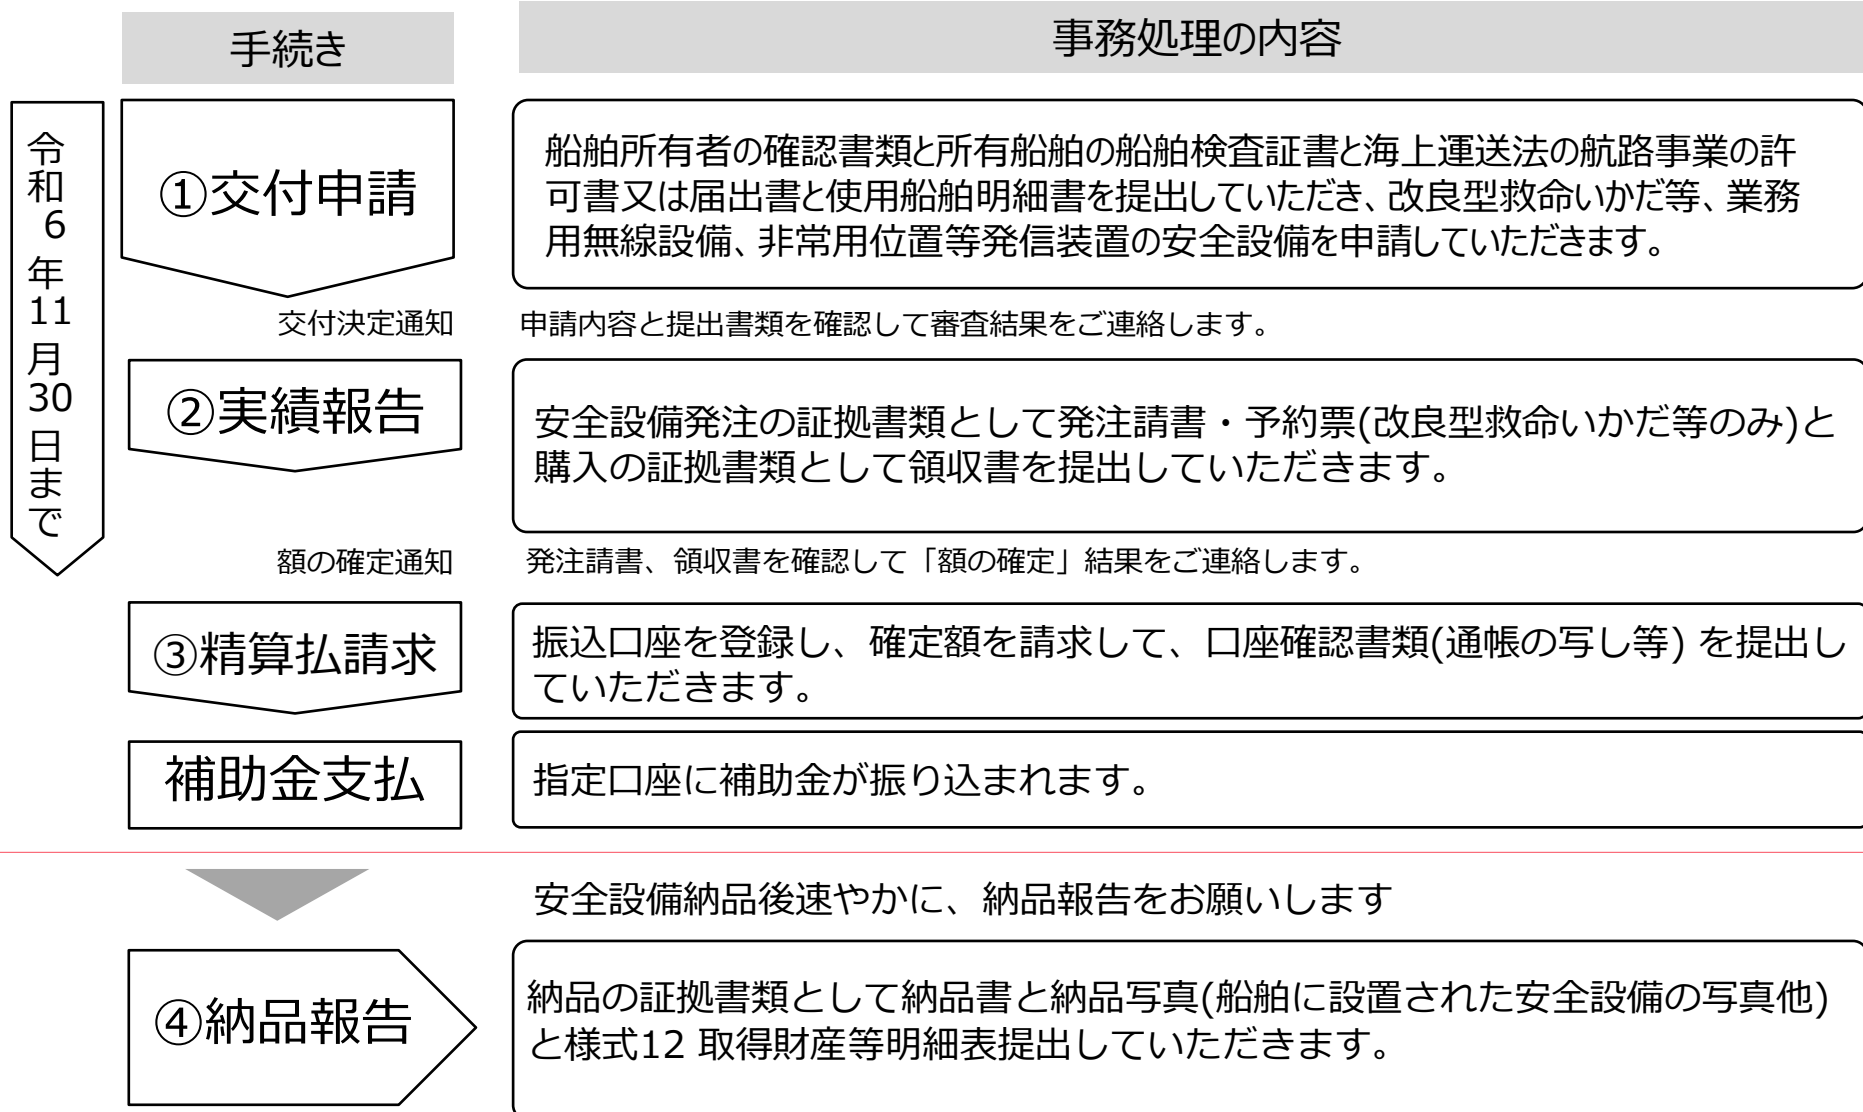 手続き
事務処理の内容
令和6年11月30日まで
①交付申請
船舶所有者の確認書類と所有船舶の船舶検査証書と海上運送法の航路事業の許
可書又は届出書と使用船舶明細書を提出していただき、改良型救命いかだ等、業務
用無線設備、非常用位置等発信装置の安全設備を申請していただきます。
交付決定通知
申請内容と提出書類を確認して審査結果をご連絡します。
②実績報告
安全設備発注の証拠書類として発注請書・予約票(改良型救命いかだ等のみ)と
購入の証拠書類として領収書を提出していただきます。
額の確定通知
発注請書、領収書を確認して「額の確定」結果をご連絡します。
③精算払請求
振込口座を登録し、確定額を請求して、口座確認書類(通帳の写し等) を提出し
ていただきます。
補助金支払
指定口座に補助金が振り込まれます。
安全設備納品後速やかに、納品報告をお願いします
④納品報告
納品の証拠書類として納品書と納品写真(船舶に設置された安全設備の写真他)
と様式12 取得財産等明細表提出していただきます。